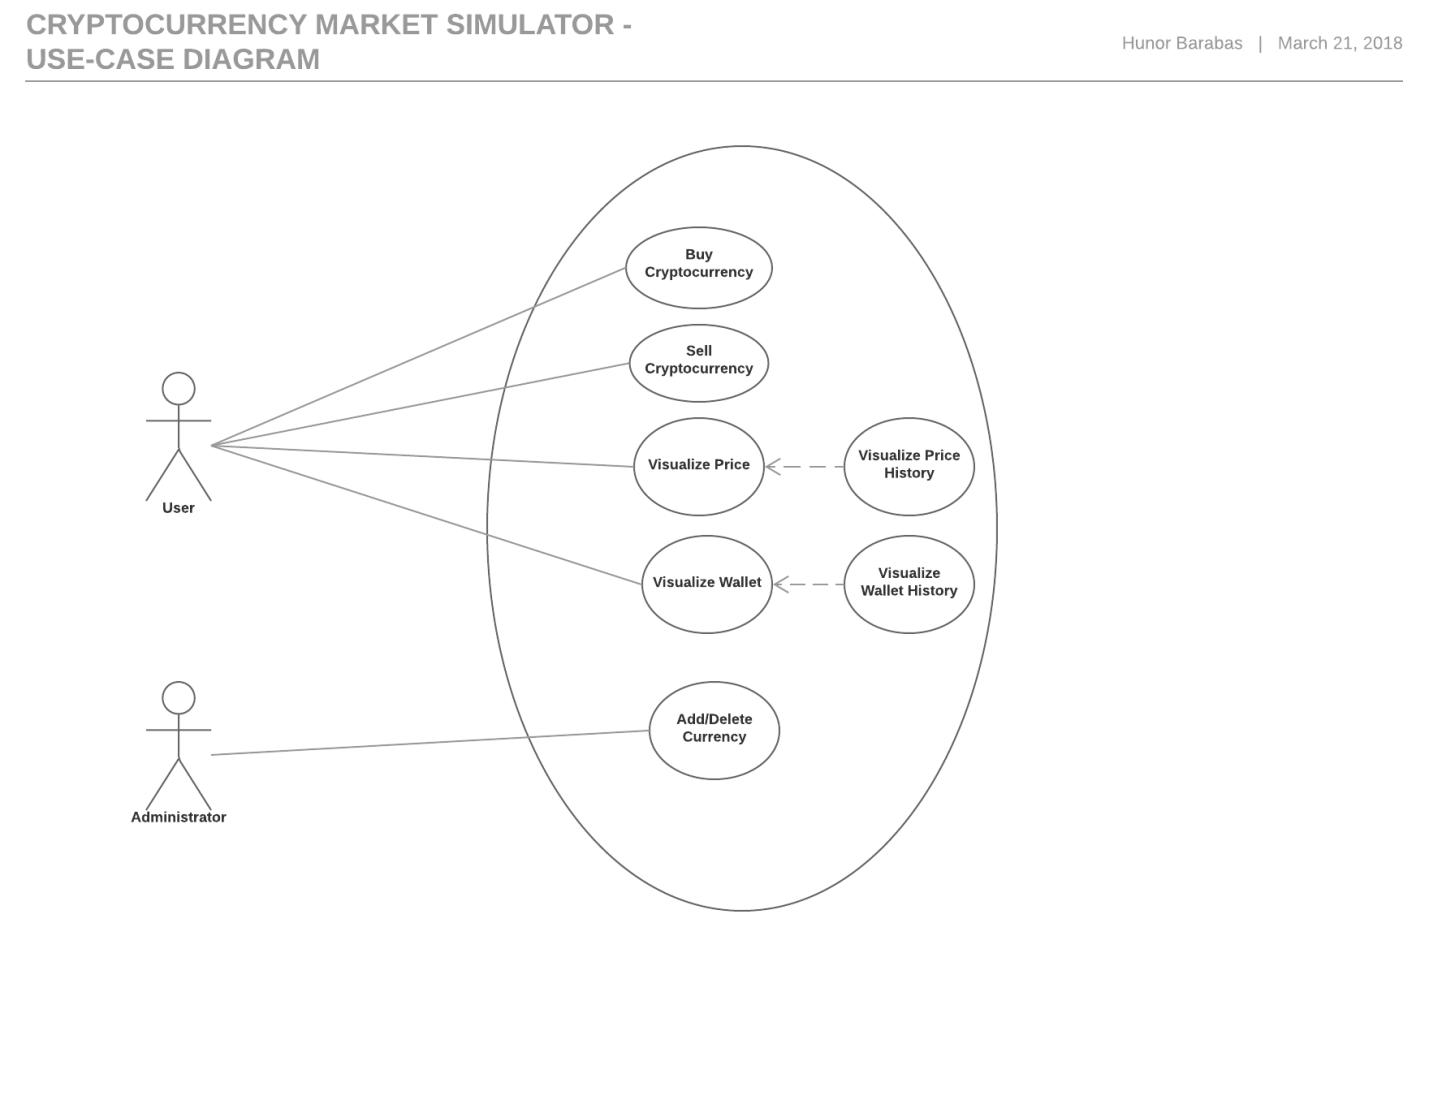 CRYPTOCURRENCY MARKET SIMULATOR -
USE-CASE DIAGRAM
Hunor Barabas | March 21, 2018
Buy
Cryptocurrency
Sell
Cryptocurrency
Visualize Price
Visualize Price
History
User
Visualize Wallet
Visualize
Wallet History
Add/Delete
Currency
Administrator